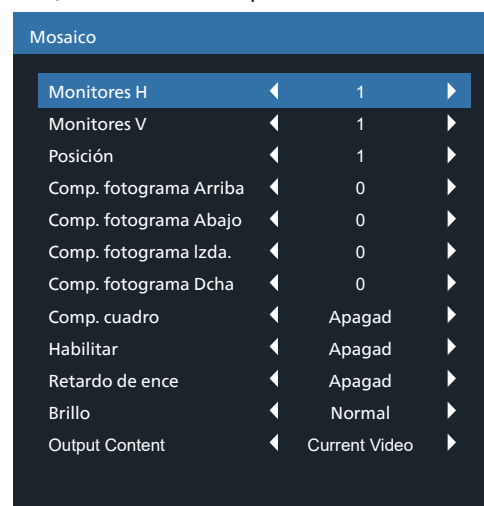 Mosaico
Monitores H 1
Monitores V 1
Posición 1
Comp. fotograma Arriba 0
Comp. fotograma Abajo 0
Comp. fotograma lzda. 0
Comp. fotograma Dcha 0
Comp. cuadro Apagad
Habilitar Apagad
Retardo de ence Apagad
Brillo Normal
Output Content Current Video